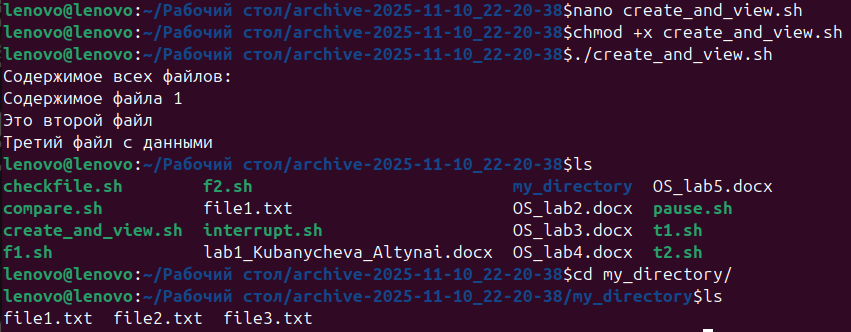 lenovo@lenovo:~/Рабочий стол/archive-2025-11-10_22-20-38$nano create_and_view.sh
lenovo@lenovo:~/Рабочий стол/archive-2025-11-10_22-20-38$chmod +x create_and_view.sh
lenovo@lenovo:~/Рабочий стол/archive-2025-11-10_22-20-38$./create_and_view.sh
Содержимое всех файлов:
Содержимое файла 1
Это второй файл
Третий файл с данными
lenovo@lenovo:~/Рабочий стол/archive-2025-11-10_22-20-38$ls
checkfile.sh f2.sh my_directory OS_lab5.docx
compare.sh file1.txt OS_lab2.docx pause.sh
create_and_view.sh interrupt.sh OS_lab3.docx t1.sh
f1.sh lab1_Kubanycheva_Altynai.docx OS_lab4.docx t2.sh
lenovo@lenovo:~/Рабочий стол/archive-2025-11-10_22-20-38$cd my_directory/
lenovo@lenovo:~/Рабочий стол/archive-2025-11-10_22-20-38/my_directory$ls
file1.txt file2.txt file3.txt